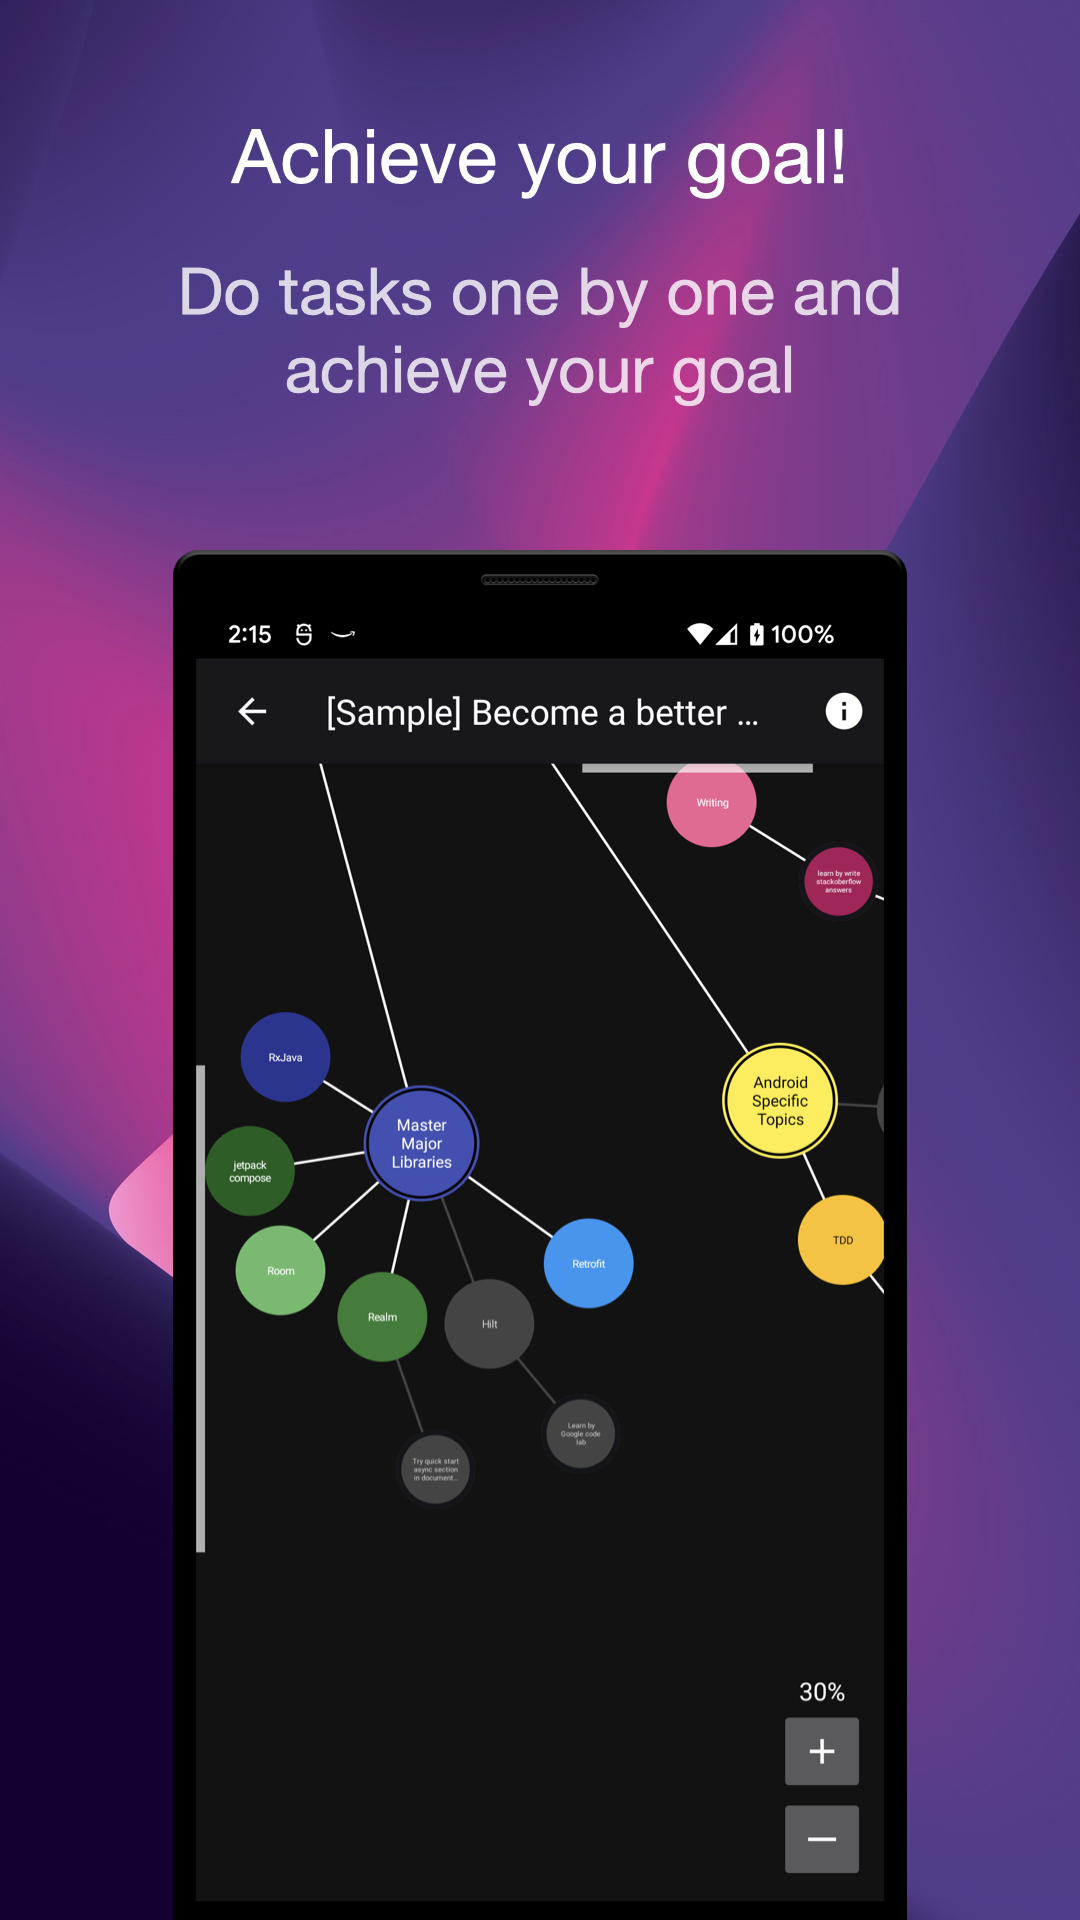 Achieve your goal!
Do tasks one by one and
achieve your goal
2:15
100%
[Sample] Become a better ...
Writing
learn by write
stackoberflow
answers
RxJava
Master
Major
Libraries
Android
Specific
Topics
jetpack
compose
Room
Realm
Hilt
Retrofit
TDD
Learn by
Google code
lab
Try quick start
async section
in document...
30%
+
−